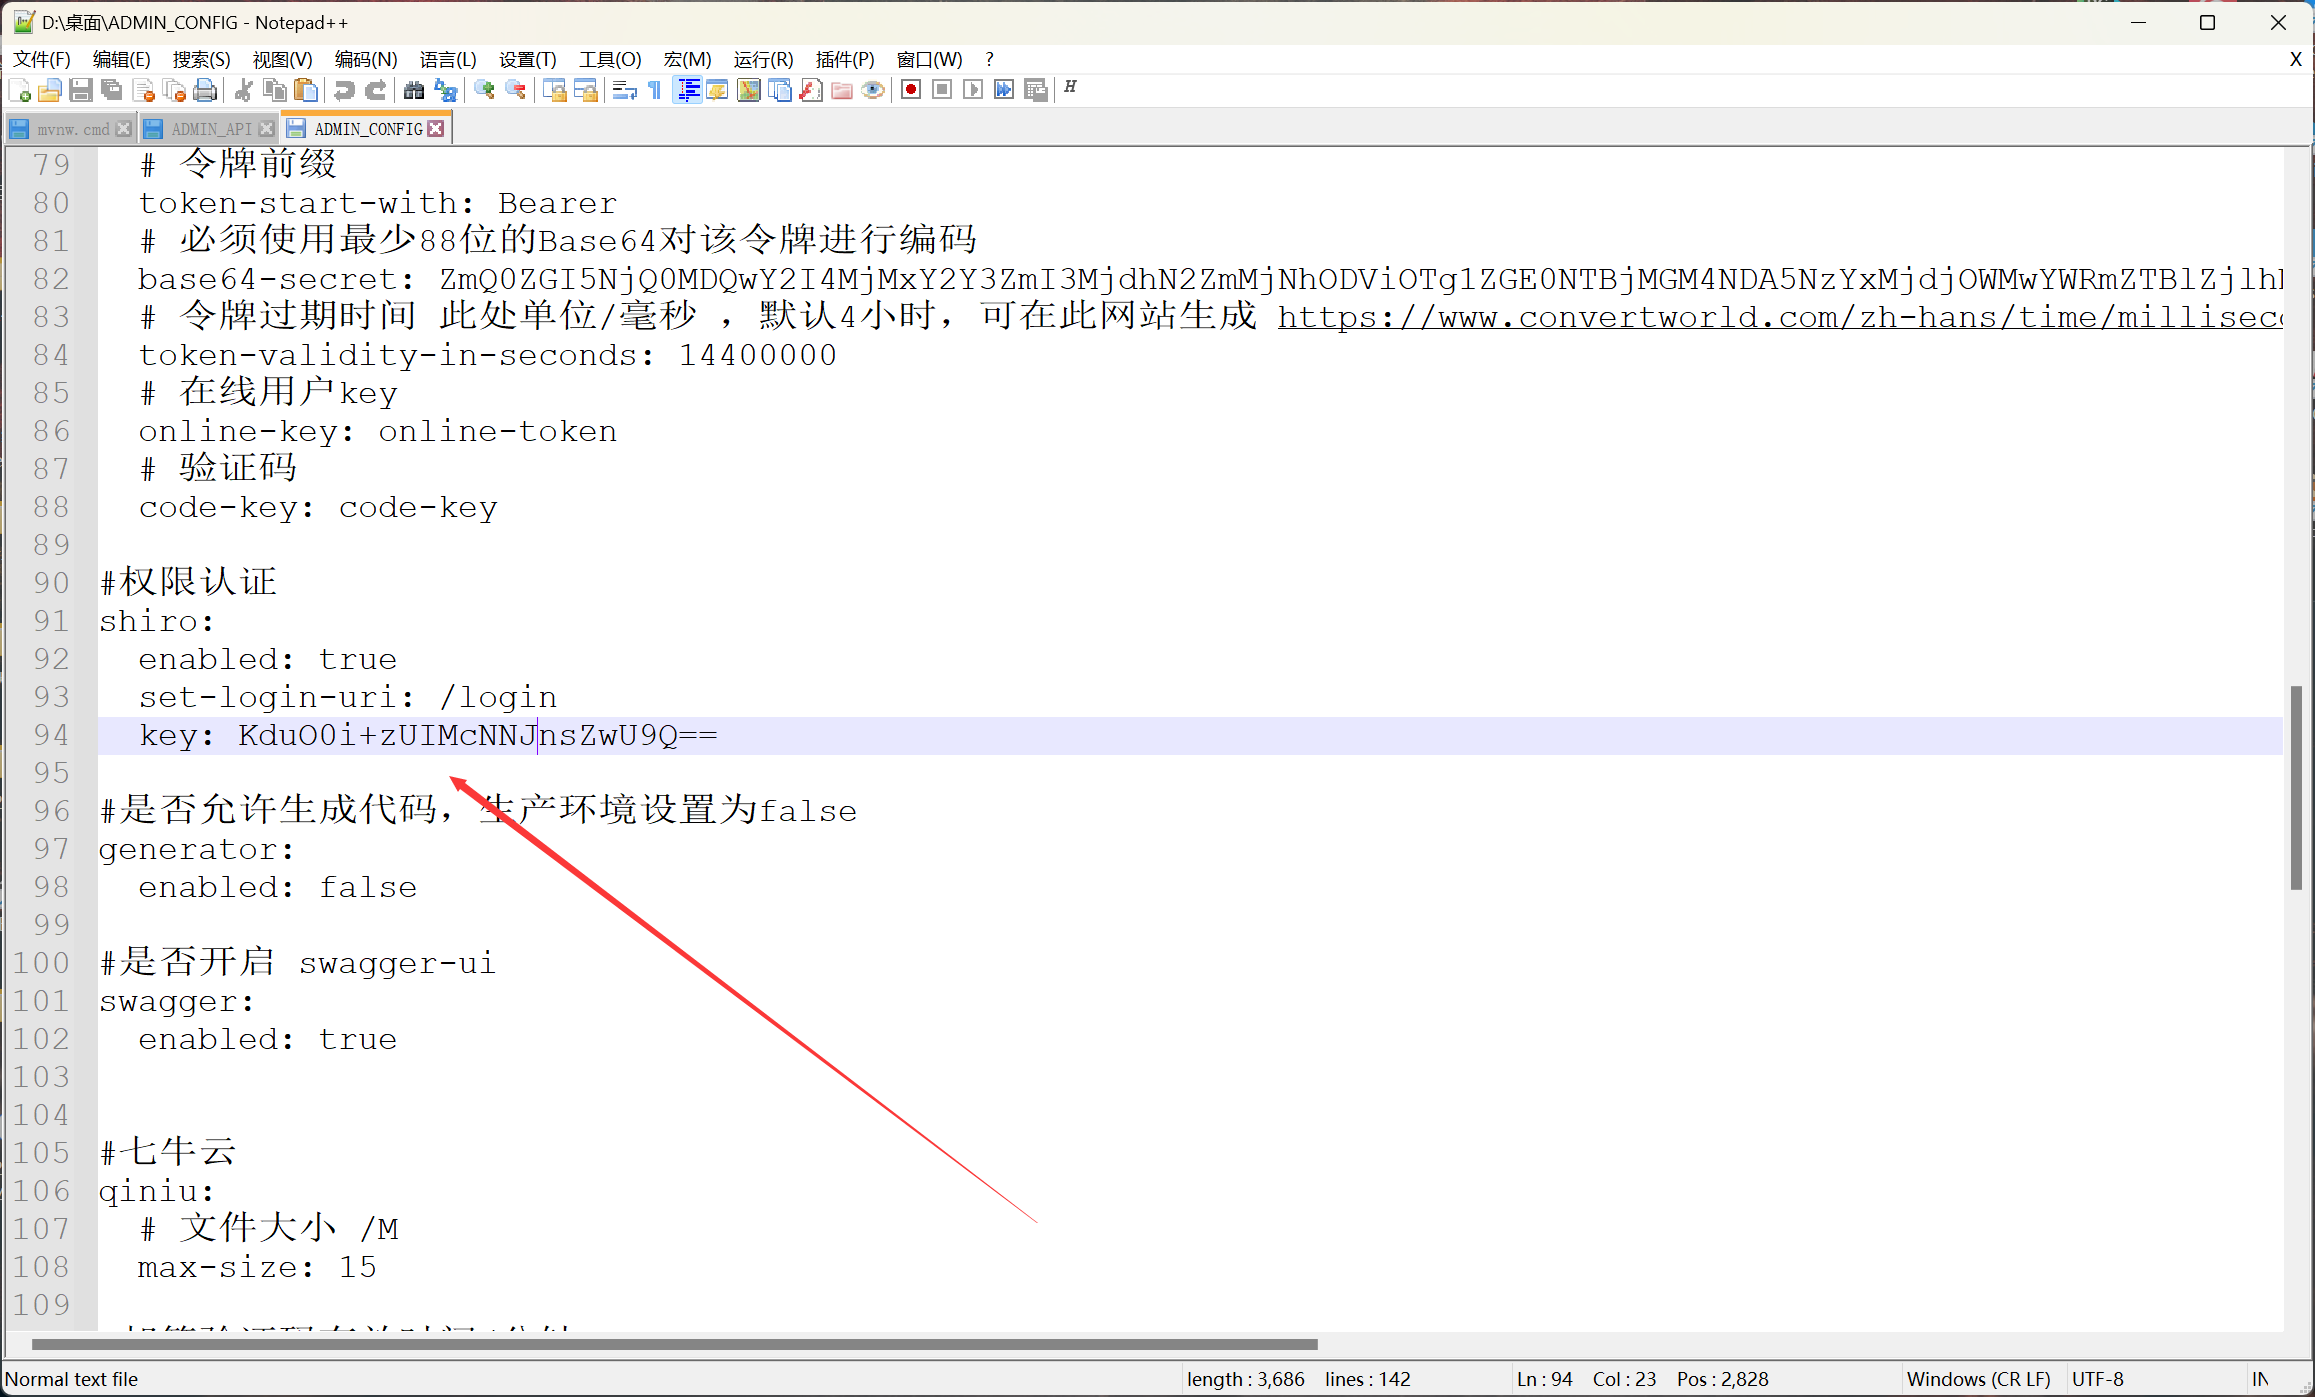 D:\桌面\ADMIN_CONFIG - Notepad++
文件(F) 编辑(E) 搜索(S) 视图(V) 编码(N) 语言(L) 设置(T) 工具(O) 宏(M) 运行(R) 插件(P) 窗口(W) ? X
mvnw.cmd ADMIN_API ADMIN_CONFIG
79 # 令牌前缀
80 token-start-with: Bearer
81 # 必须使用最少88位的Base64对该令牌进行编码
82 base64-secret: ZmQ0ZGI5NjQ0MDQwY2I4MjMxY2Y3ZmI3MjdhN2ZmMjNhODViOTg1ZGE0NTBjMGM4NDA5NzYxMjdjOWMwYWRmZTBlZjlh
83 # 令牌过期时间 此处单位/毫秒 ，默认4小时，可在此网站生成 https://www.convertworld.com/zh-hans/time/millisec
84 token-validity-in-seconds: 14400000
85 # 在线用户key
86 online-key: online-token
87 # 验证码
88 code-key: code-key
89
90 #权限认证
91 shiro:
92 enabled: true
93 set-login-uri: /login
94 key: KduO0i+zUIMcNNJnsZwU9Q==
95
96 #是否允许生成代码，生产环境设置为false
97 generator:
98 enabled: false
99
100 #是否开启 swagger-ui
101 swagger:
102 enabled: true
103
104
105 #七牛云
106 qiniu:
107 # 文件大小 /M
108 max-size: 15
109
Normal text file length : 3,686 lines : 142 Ln : 94 Col : 23 Pos : 2,828 Windows (CR LF) UTF-8 IN